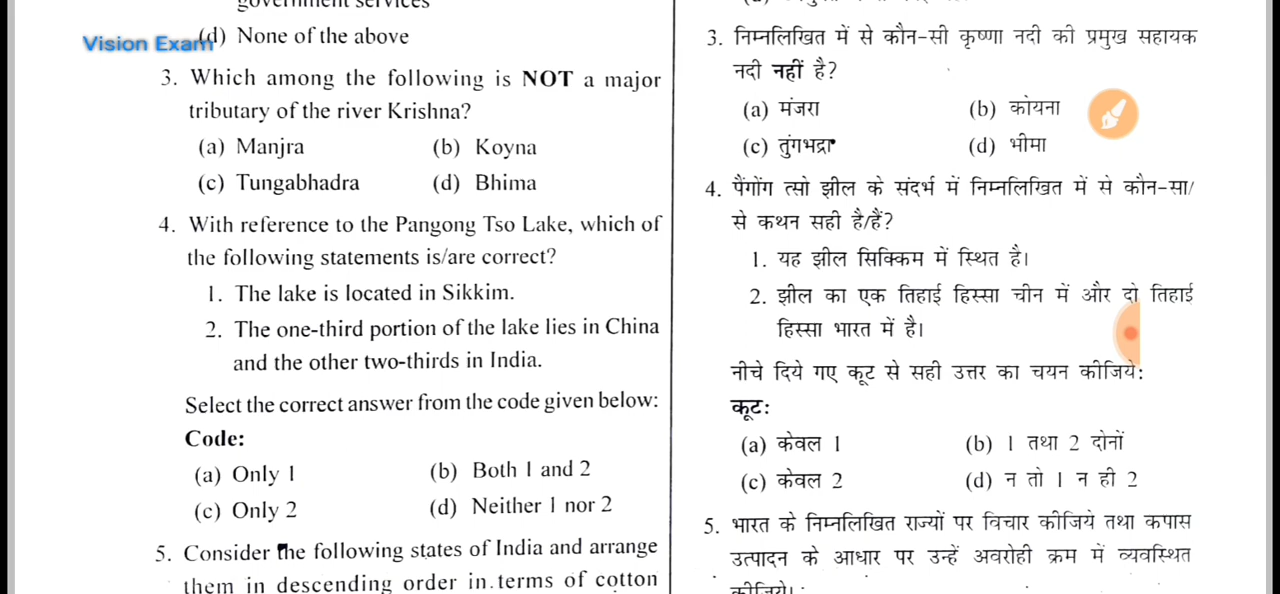 government services
Vision Exam
(d) None of the above
3. Which among the following is NOT a major
tributary of the river Krishna?
(a) Manjra (b) Koyna
(c) Tungabhadra (d) Bhima
4. With reference to the Pangong Tso Lake, which of
the following statements is/are correct?
1. The lake is located in Sikkim.
2. The one-third portion of the lake lies in China
and the other two-thirds in India.
Select the correct answer from the code given below:
Code:
(a) Only 1 (b) Both 1 and 2
(c) Only 2 (d) Neither 1 nor 2
5. Consider the following states of India and arrange
them in descending order in terms of cotton
3. निम्नलिखित में से कौन-सी कृष्णा नदी की प्रमुख सहायक
नदी नहीं है?
(a) मंजरा (b) कोयना
(c) तुंगभद्रा (d) भीमा
4. पैंगोंग त्सो झील के संदर्भ में निम्नलिखित में से कौन-सा/
से कथन सही है/हैं?
1. यह झील सिक्किम में स्थित है।
2. झील का एक तिहाई हिस्सा चीन में और दो तिहाई
हिस्सा भारत में है।
नीचे दिये गए कूट से सही उत्तर का चयन कीजिये:
कूट:
(a) केवल 1 (b) 1 तथा 2 दोनों
(c) केवल 2 (d) न तो 1 न ही 2
5. भारत के निम्नलिखित राज्यों पर विचार कीजिये तथा कपास
उत्पादन के आधार पर उन्हें अवरोही क्रम में व्यवस्थित
कीजिये: